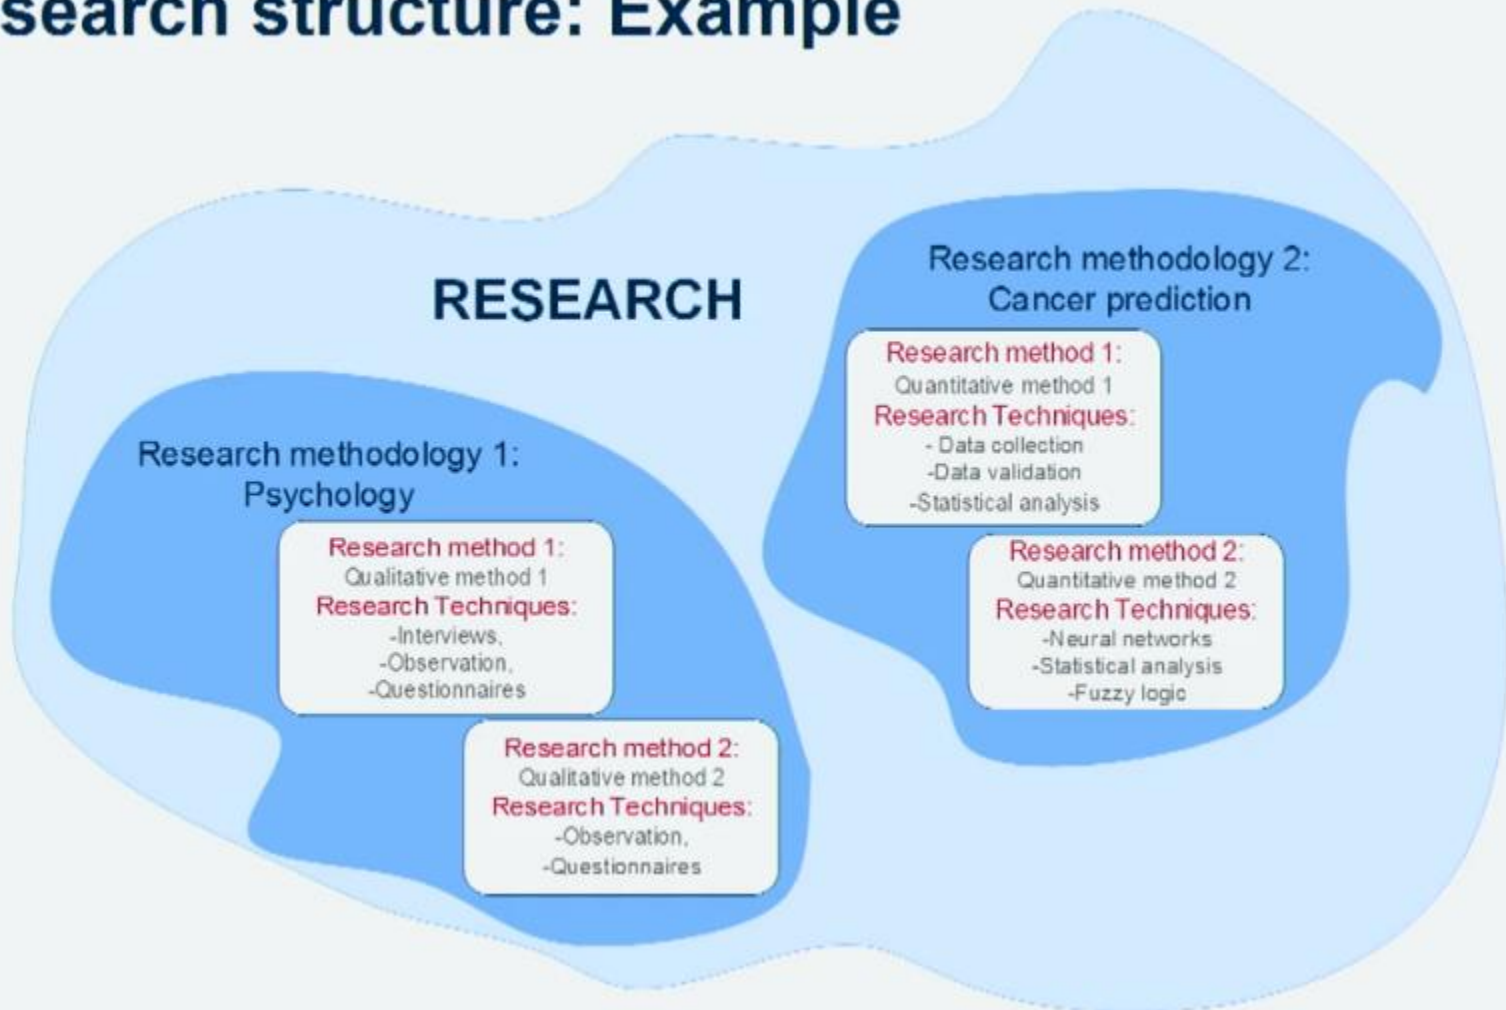 search structure: Example
RESEARCH
Research methodology 1:
Psychology
Research method 1:
Qualitative method 1
Research Techniques:
-Interviews,
-Observation,
-Questionnaires
Research method 2:
Qualitative method 2
Research Techniques:
-Observation,
-Questionnaires
Research methodology 2:
Cancer prediction
Research method 1:
Quantitative method 1
Research Techniques:
- Data collection
-Data validation
-Statistical analysis
Research method 2:
Quantitative method 2
Research Techniques:
-Neural networks
-Statistical analysis
-Fuzzy logic